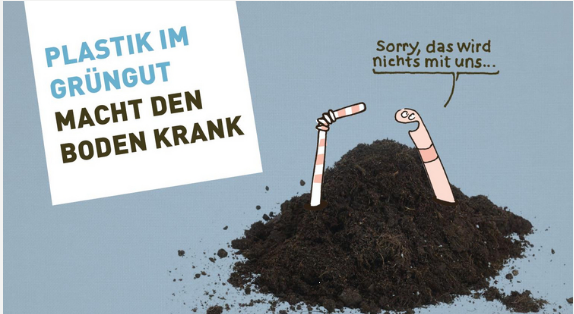 PLASTIK IM
GRÜNGUT
MACHT DEN
BODEN KRANK
Sorry, das wird
nichts mit uns...